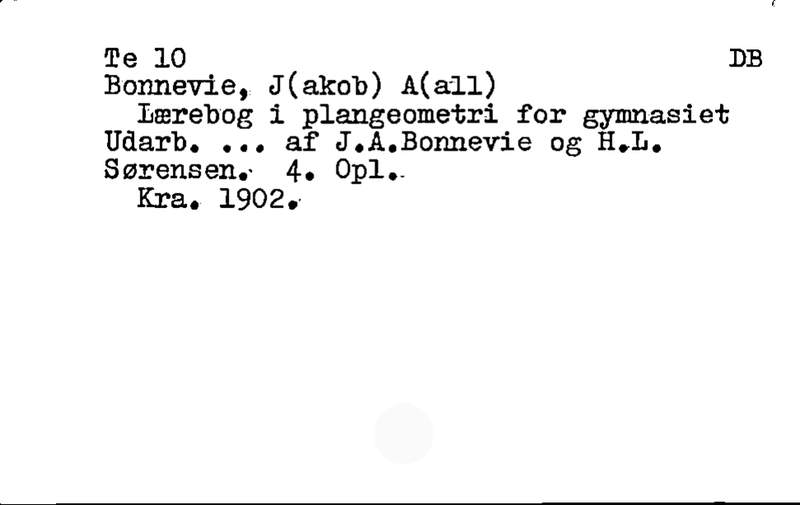 Te 10 DB
Bonnevie, J(akob) A(all)
Lærebog i plangeometri for gymnasiet
Udarb. ... af J.A.Bonnevie og H.L.
Sørensen. 4. Opl.
Kra. 1902.